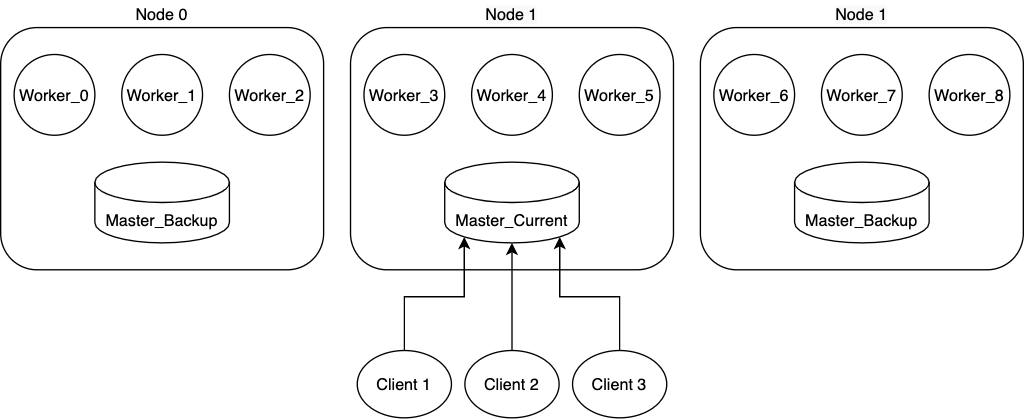 Node 0
Node 1
Node 1
Worker_0
Worker_1
Worker_2
Worker_3
Worker_4
Worker_5
Worker_6
Worker_7
Worker_8
Master_Backup
Master_Current
Master_Backup
Client 1
Client 2
Client 3